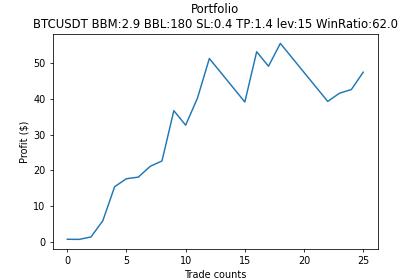 Portfolio
BTCUSDT BBM:2.9 BBL:180 SL:0.4 TP:1.4 lev:15 WinRatio:62.0
50
40
30
20
10
0
Profit ($)
0 5 10 15 20 25
Trade counts